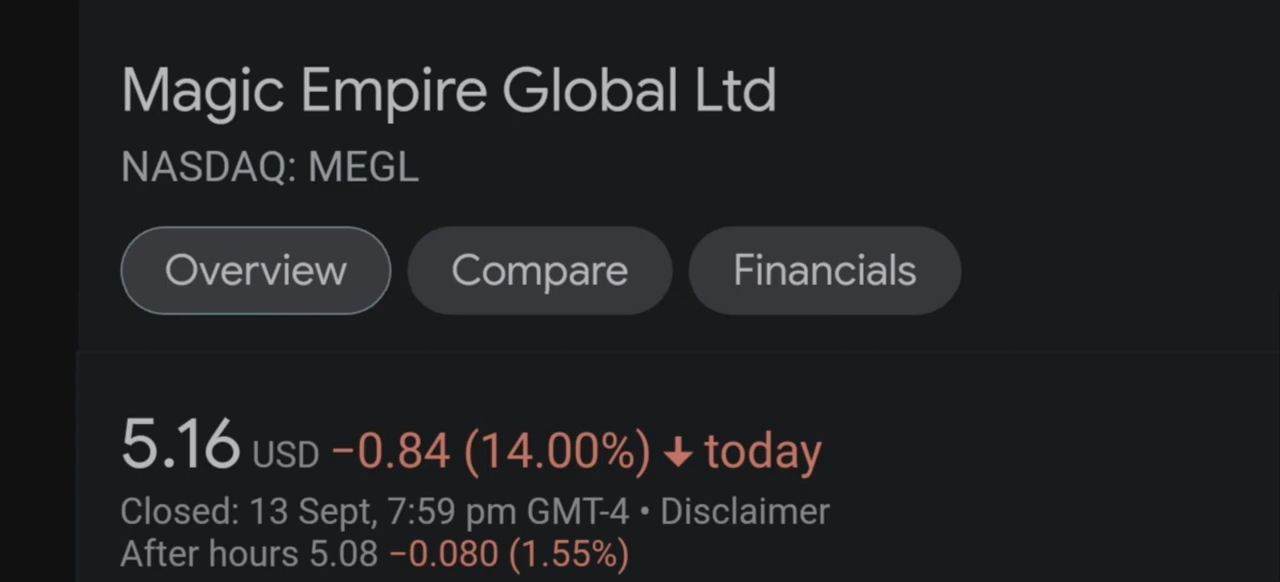 Magic Empire Global Ltd
NASDAQ: MEGL
Overview Compare Financials
5.16 USD −0.84 (14.00%) ↓ today
Closed: 13 Sept, 7:59 pm GMT-4 • Disclaimer
After hours 5.08 −0.080 (1.55%)